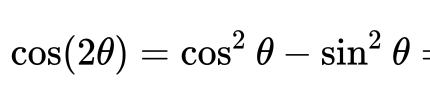 cos(2θ) = cos² θ − sin² θ =